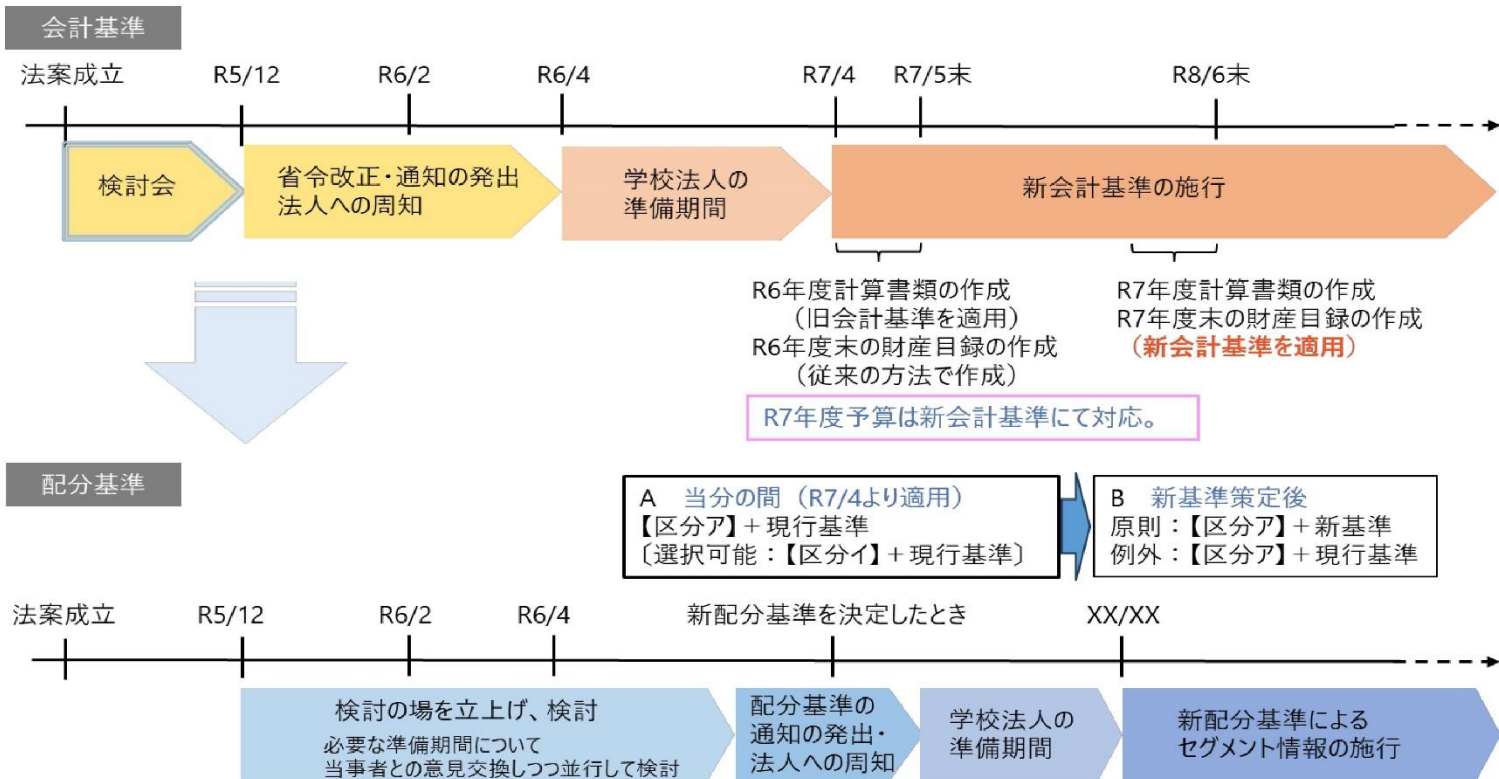 会計基準
法案成立 R5/12 R6/2 R6/4 R7/4 R7/5末 R8/6末
検討会
省令改正・通知の発出
法人への周知
学校法人の
準備期間
新会計基準の施行
R6年度計算書類の作成
（旧会計基準を適用）
R6年度末の財産目録の作成
（従来の方法で作成）
R7年度計算書類の作成
R7年度末の財産目録の作成
（新会計基準を適用）
R7年度予算は新会計基準にて対応。
配分基準
A 当分の間（R7/4より適用）
【区分ア】＋現行基準
〔選択可能：【区分イ】＋現行基準〕
B 新基準策定後
原則：【区分ア】＋新基準
例外：【区分ア】＋現行基準
法案成立 R5/12 R6/2 R6/4 新配分基準を決定したとき XX/XX
検討の場を立上げ、検討
必要な準備期間について
当事者との意見交換しつつ並行して検討
配分基準の
通知の発出・
法人への周知
学校法人の
準備期間
新配分基準による
セグメント情報の施行